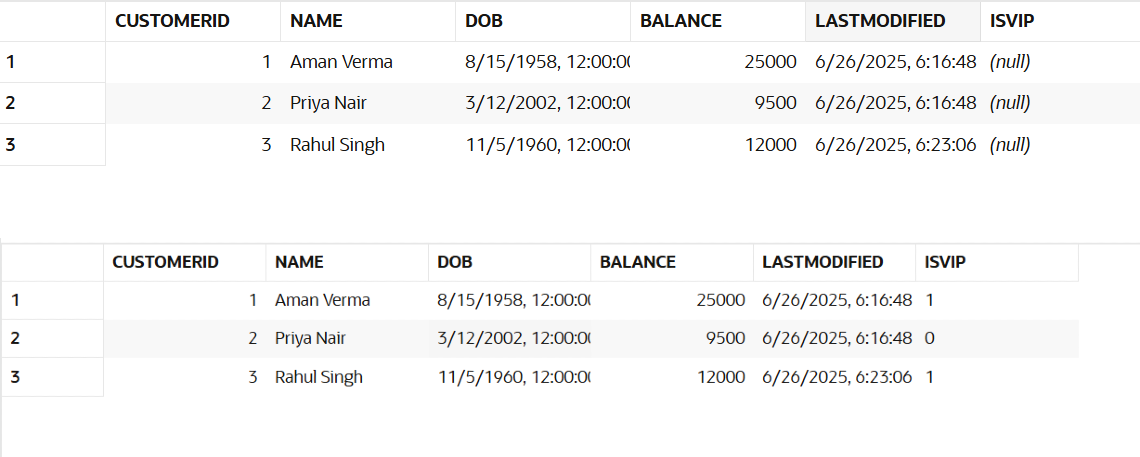 CUSTOMERID NAME DOB BALANCE LASTMODIFIED ISVIP
1 1 Aman Verma 8/15/1958, 12:00:00 25000 6/26/2025, 6:16:48 (null)
2 2 Priya Nair 3/12/2002, 12:00:00 9500 6/26/2025, 6:16:48 (null)
3 3 Rahul Singh 11/5/1960, 12:00:00 12000 6/26/2025, 6:23:06 (null)
CUSTOMERID NAME DOB BALANCE LASTMODIFIED ISVIP
1 1 Aman Verma 8/15/1958, 12:00:00 25000 6/26/2025, 6:16:48 1
2 2 Priya Nair 3/12/2002, 12:00:00 9500 6/26/2025, 6:16:48 0
3 3 Rahul Singh 11/5/1960, 12:00:00 12000 6/26/2025, 6:23:06 1